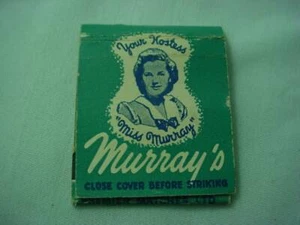 Your Hostess
"Miss Murray"
Murray's
CLOSE COVER BEFORE STRIKING